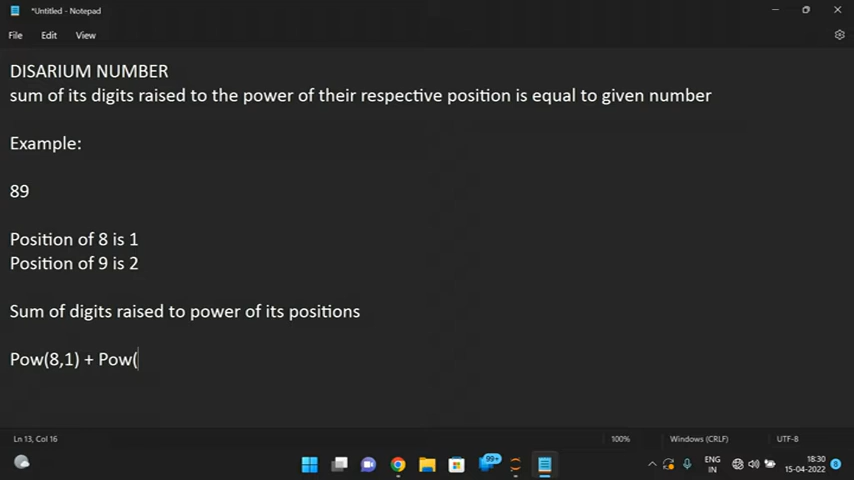 *Untitled - Notepad
File Edit View
DISARIUM NUMBER
sum of its digits raised to the power of their respective position is equal to given number
Example:
89
Position of 8 is 1
Position of 9 is 2
Sum of digits raised to power of its positions
Pow(8,1) + Pow(
Ln 13, Col 16 100% Windows (CRLF) UTF-8
99+
ENG 18:30
IN 15-04-2022 8